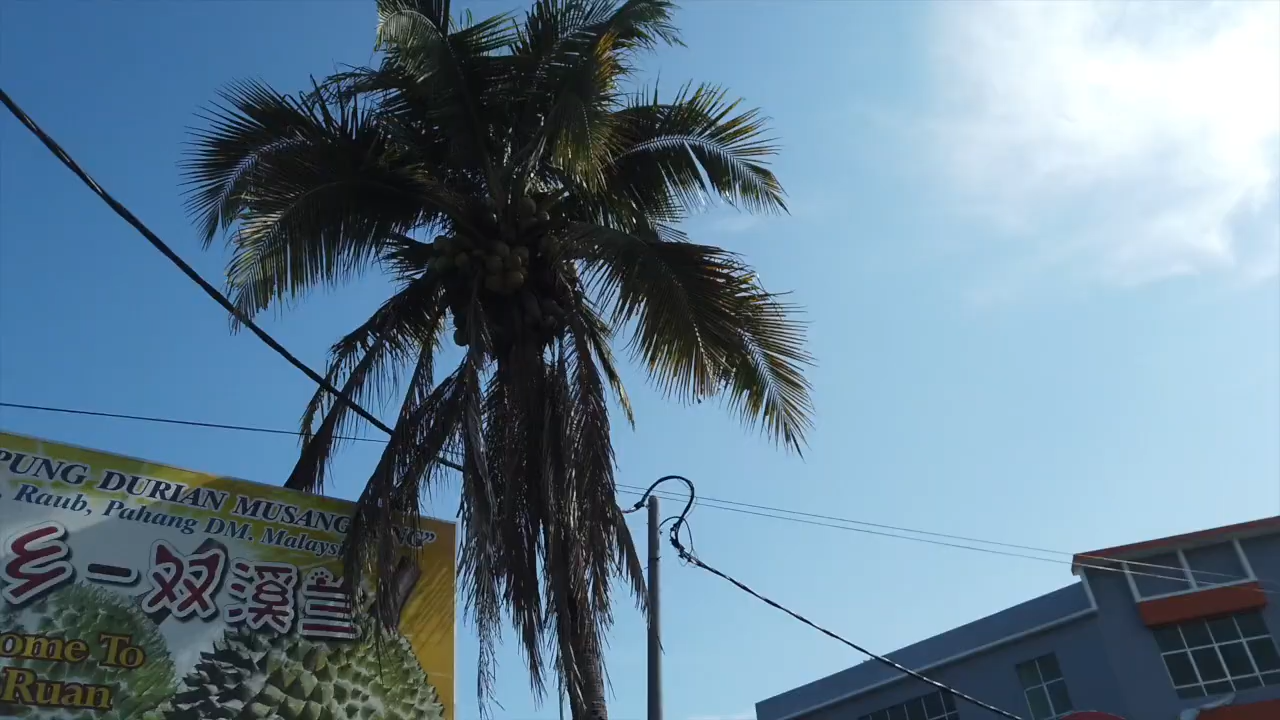 PUNG DURIAN MUSANG
Raub, Pahang DM. Malays
乡一双溪兰
ome To
Ruan